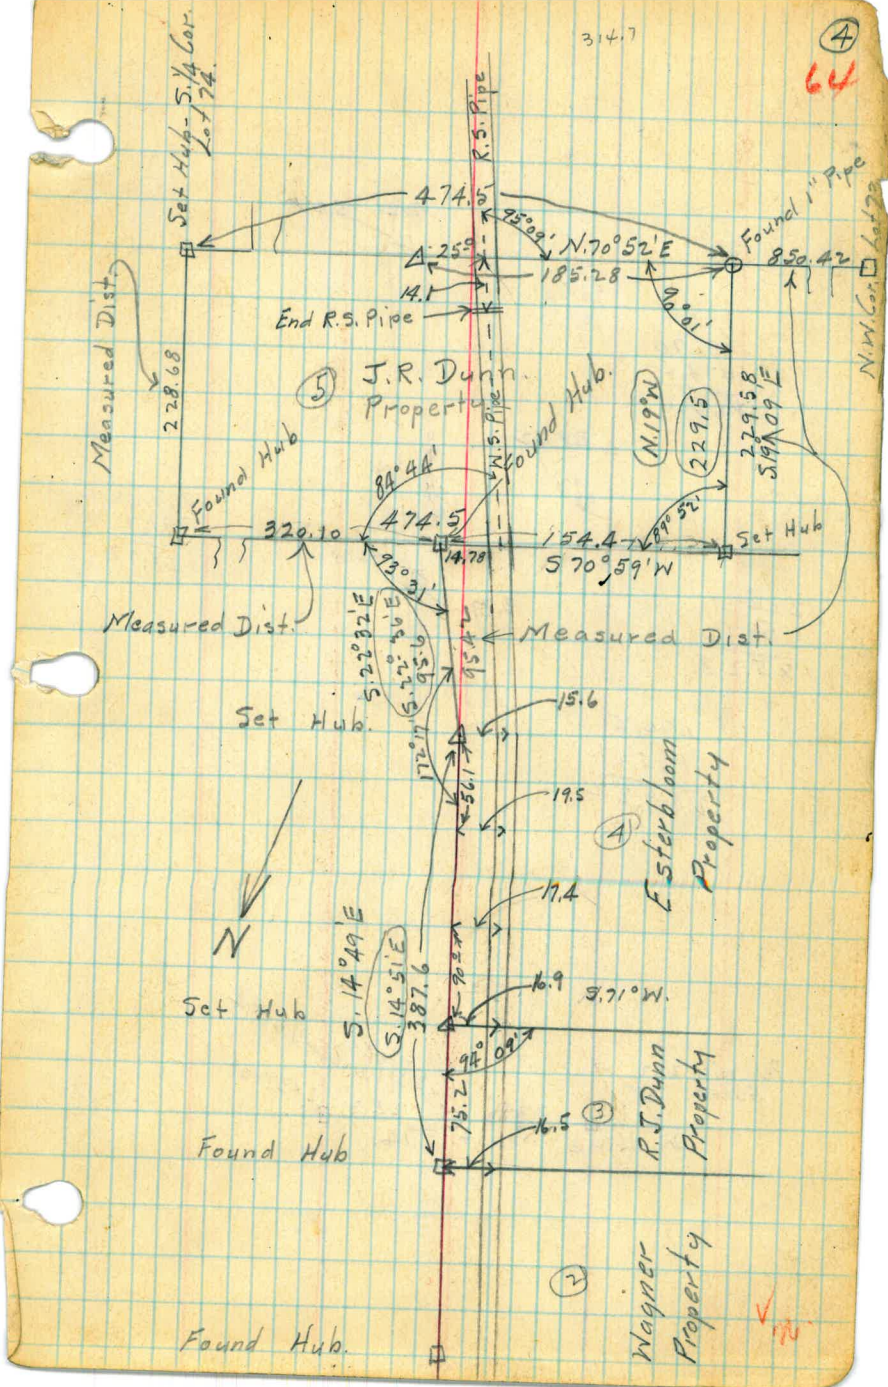 314.7
4
64
Set Hub - S. 1/4 Cor.
Lot 74.
R.S. Pipe
474.5
95°09'
Found 1" Pipe
N.70°52'E
850.42
N.W. Cor.
25°
185.28
14.1
90°01'
End R.S. Pipe
Measured Dist.
228.68
5
J.R. Dunn.
Property
W.S. Pipe
Found Hub.
N.19°W
229.5
229.58
Found Hub
84°44'
89°52'
320.10
474.5
154.4
Set Hub
14.78
S 70°59'W
93°31'
Measured Dist.
S.22°32'E
S.22°36'E
95.6
95.42
Measured Dist.
Set Hub.
172°17'
15.6
56.1
19.5
4
Esterbloom
Property
N
17.4
S.14°49'E
S.14°51'E
387.6
90
16.9
S.71°W.
Set Hub
94°09'
75.2
3
R.J. Dunn
Property
16.5
Found Hub
2
Wagner
Property
Found Hub.